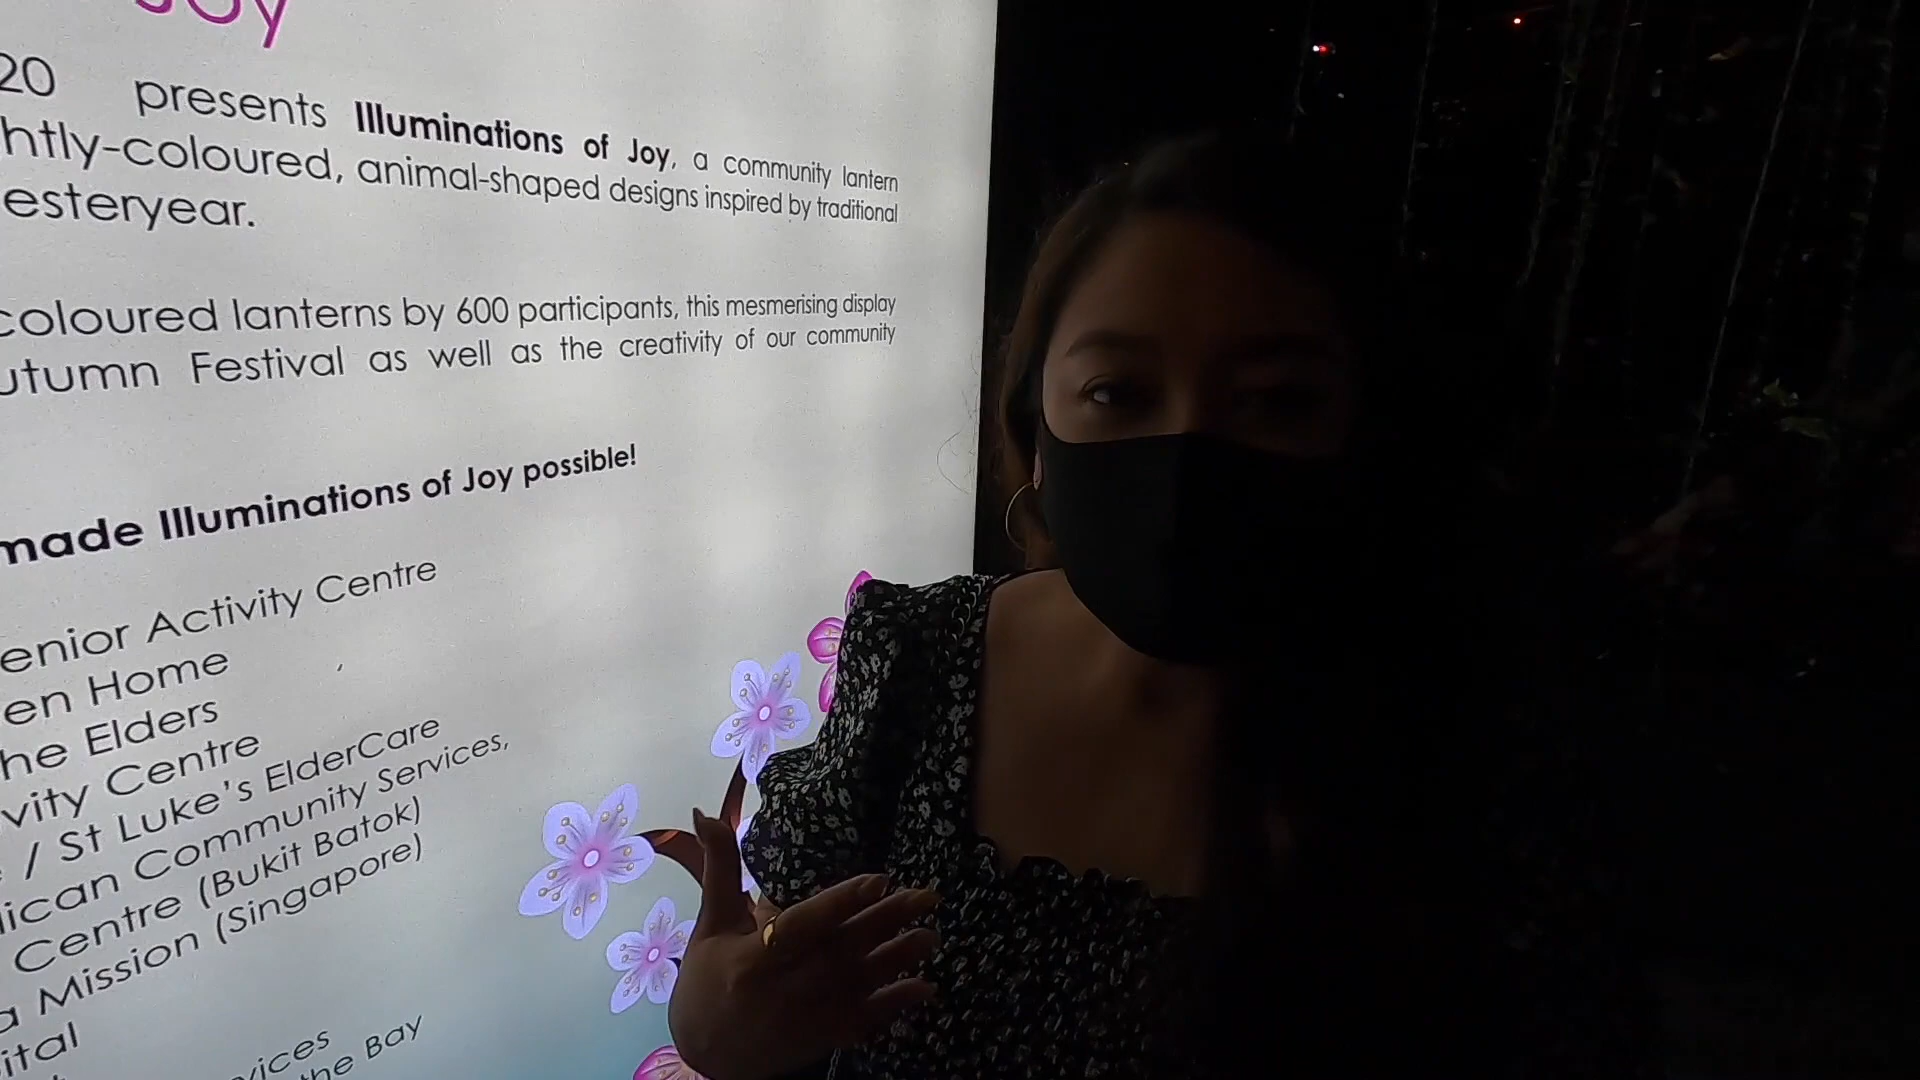 Joy
20 presents Illuminations of Joy, a community lantern
htly-coloured, animal-shaped designs inspired by traditional
esteryear.
coloured lanterns by 600 participants, this mesmerising display
utumn Festival as well as the creativity of our community
made Illuminations of Joy possible!
enior Activity Centre
en Home
he Elders
vity Centre
/ St Luke's ElderCare
lican Community Services,
Centre (Bukit Batok)
a Mission (Singapore)
ital
vices
the Bay